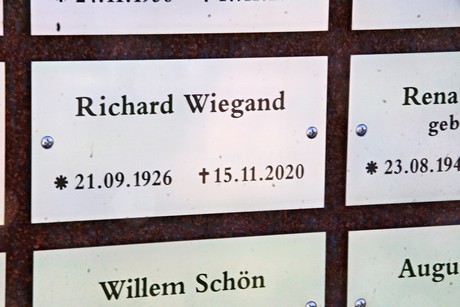 Richard Wiegand
* 21.09.1926 †15.11.2020
Rena
geb
* 23.08.194
Willem Schön
Augu